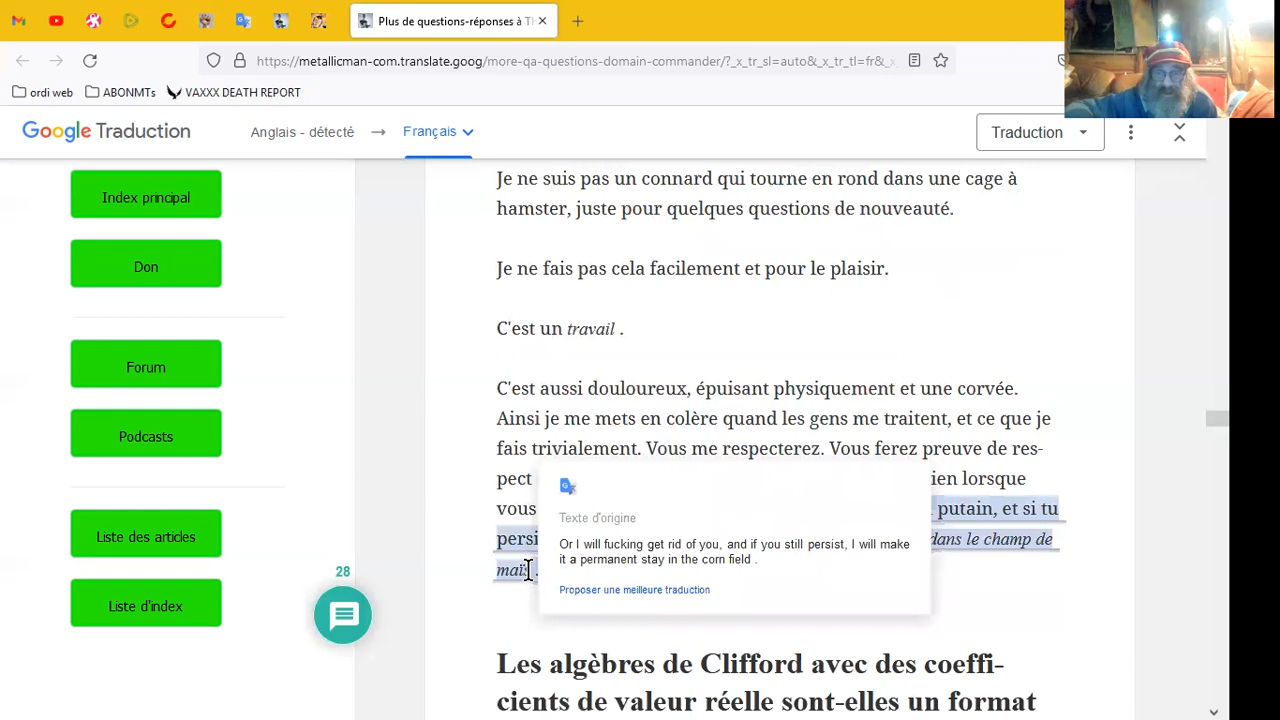 Plus de questions-réponses à Th
https://metallicman-com.translate.goog/more-qa-questions-domain-commander/?_x_tr_sl=auto&_x_tr_tl=fr&_x_
ordi web
ABONMTs
VAXXX DEATH REPORT
Google Traduction
Anglais - détecté
Français
Traduction
Index principal
Don
Forum
Podcasts
Liste des articles
Liste d'index
28
Je ne suis pas un connard qui tourne en rond dans une cage à
hamster, juste pour quelques questions de nouveauté.
Je ne fais pas cela facilement et pour le plaisir.
C'est un travail .
C'est aussi douloureux, épuisant physiquement et une corvée.
Ainsi je me mets en colère quand les gens me traitent, et ce que je
fais trivialement. Vous me respecterez. Vous ferez preuve de res-
pect ien lorsque
vous putain, et si tu
persi dans le champ de
maïs .
Texte d'origine
Or I will fucking get rid of you, and if you still persist, I will make
it a permanent stay in the corn field .
Proposer une meilleure traduction
Les algèbres de Clifford avec des coeffi-
cients de valeur réelle sont-elles un format